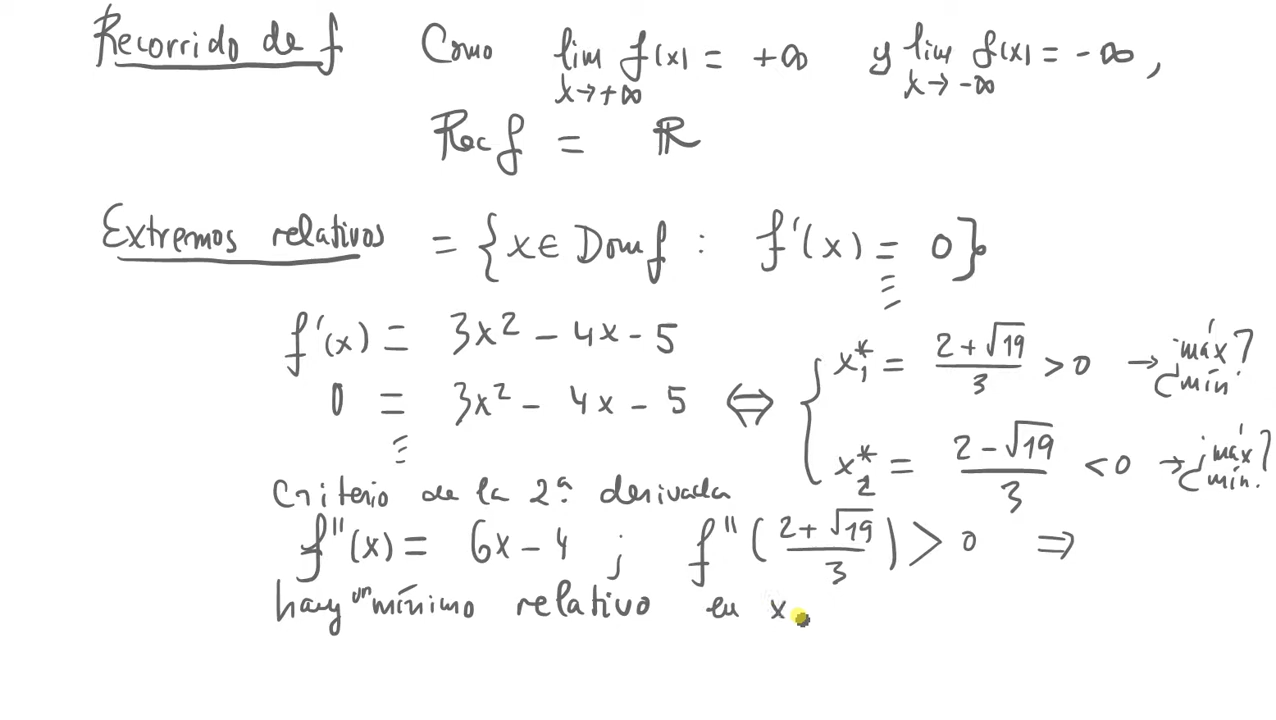 Recorrido de f Como lim f(x) = +∞ y lim f(x) = -∞,
x→+∞ x→-∞
Rec f = ℝ
Extremos relativos = {x ∈ Dom f : f'(x) = 0}
f'(x) = 3x² - 4x - 5
0 = 3x² - 4x - 5 ⇔ { x₁* = (2+√19)/3 > 0 → ¿máx? mín
x₂* = (2-√19)/3 < 0 → ¿máx? mín.
Criterio de la 2ª derivada
f''(x) = 6x - 4 ; f''((2+√19)/3) > 0 ⇒
hay un mínimo relativo en x